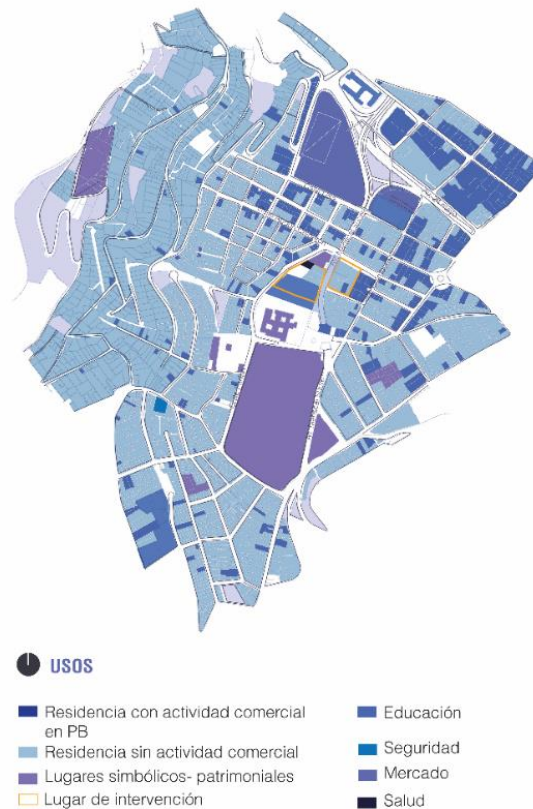 USOS
Residencia con actividad comercial
en PB
Residencia sin actividad comercial
Lugares simbólicos- patrimoniales
Lugar de intervención
Educación
Seguridad
Mercado
Salud